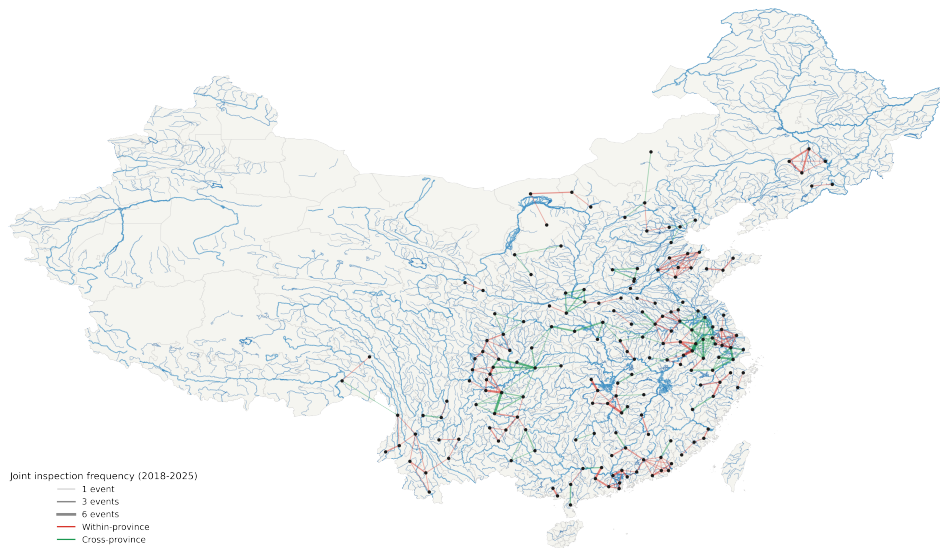 Joint inspection frequency (2018-2025)
1 event
3 events
6 events
Within-province
Cross-province